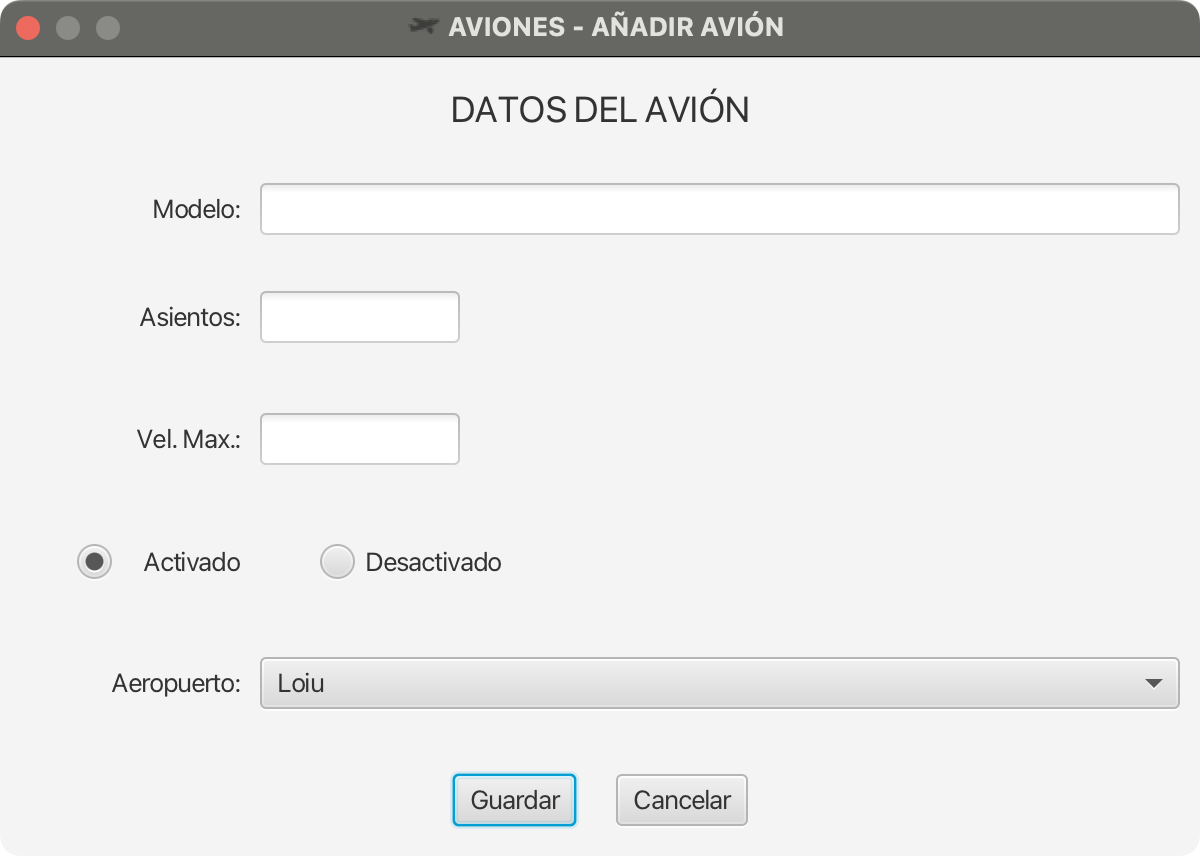 AVIONES - AÑADIR AVIÓN
DATOS DEL AVIÓN
Modelo:
Asientos:
Vel. Max.:
Activado Desactivado
Aeropuerto: Loiu
Guardar Cancelar